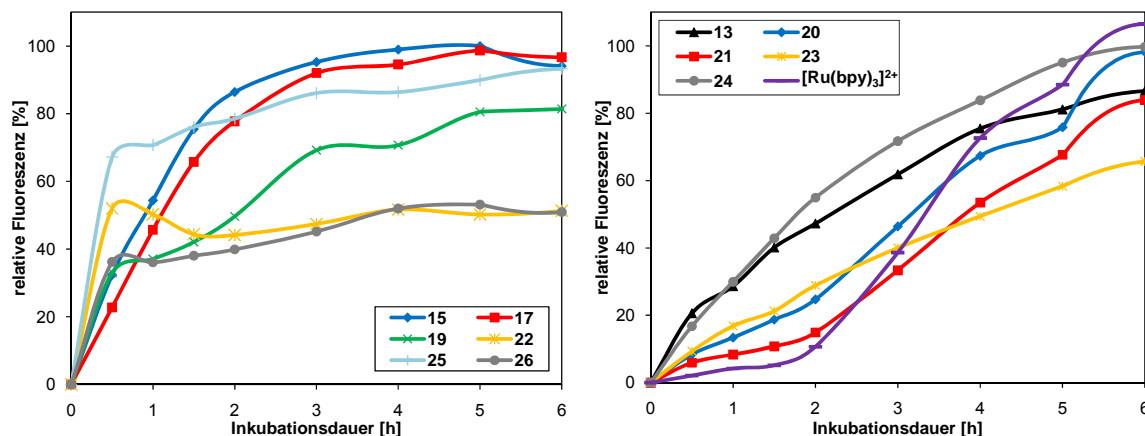 relative Fluoreszenz [%]
100
80
60
40
20
0
0 1 2 3 4 5 6
Inkubationsdauer [h]
15 17
19 22
25 26
relative Fluoreszenz [%]
100
80
60
40
20
0
0 1 2 3 4 5 6
Inkubationsdauer [h]
13 20
21 23
24 [Ru(bpy)₃]²⁺